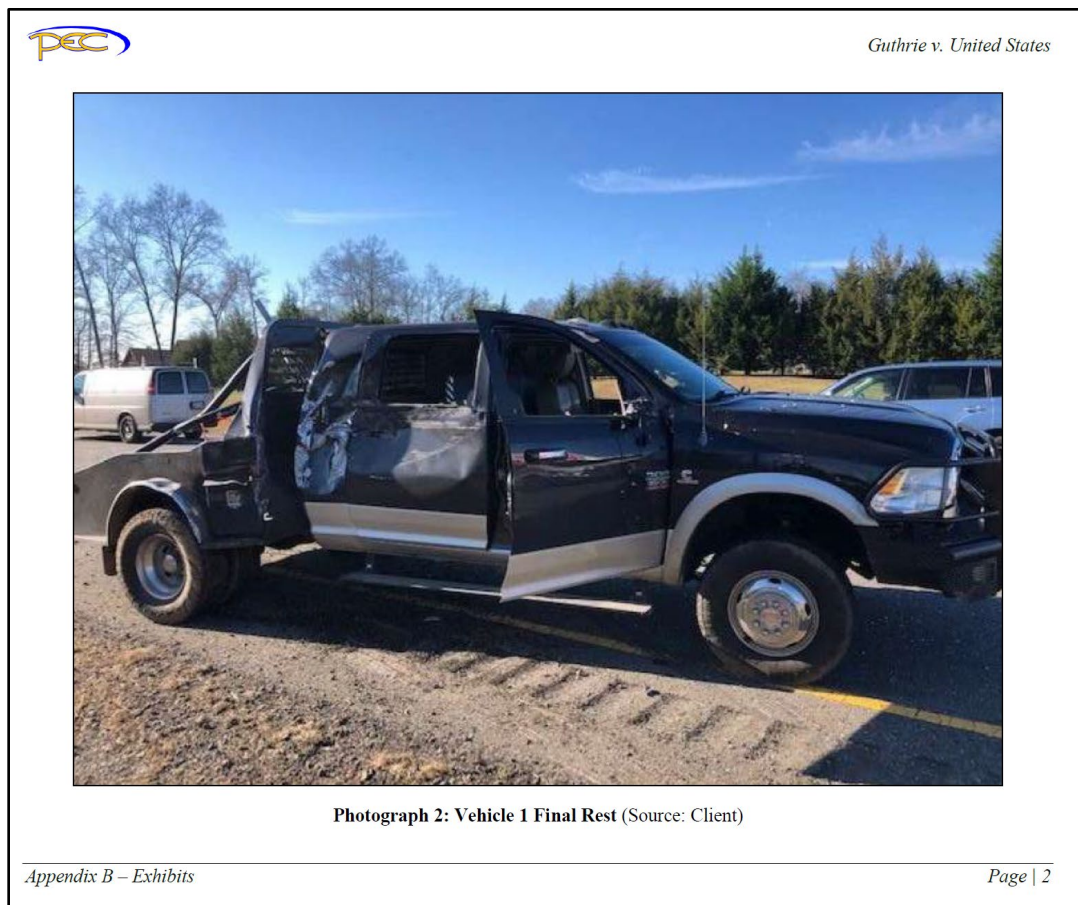 PEC
Guthrie v. United States
Photograph 2: Vehicle 1 Final Rest (Source: Client)
Appendix B – Exhibits
Page | 2